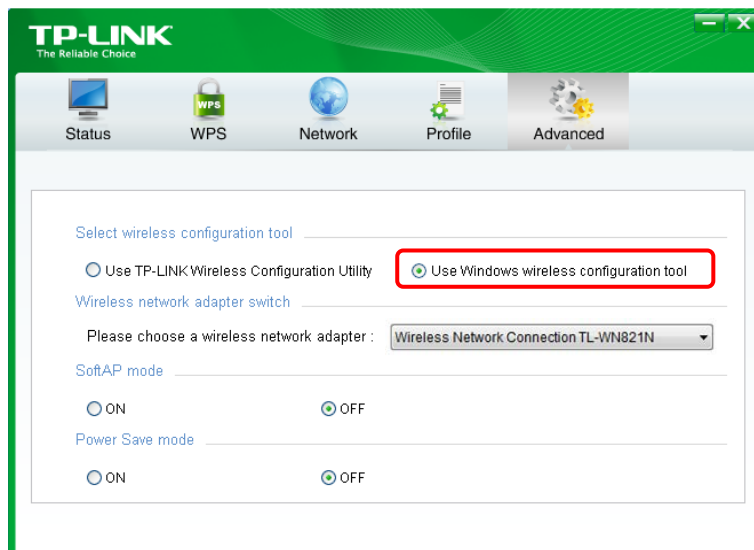 TP-LINK
The Reliable Choice
WPS
Status WPS Network Profile Advanced
Select wireless configuration tool
Use TP-LINK Wireless Configuration Utility Use Windows wireless configuration tool
Wireless network adapter switch
Please choose a wireless network adapter : Wireless Network Connection TL-WN821N
SoftAP mode
ON OFF
Power Save mode
ON OFF